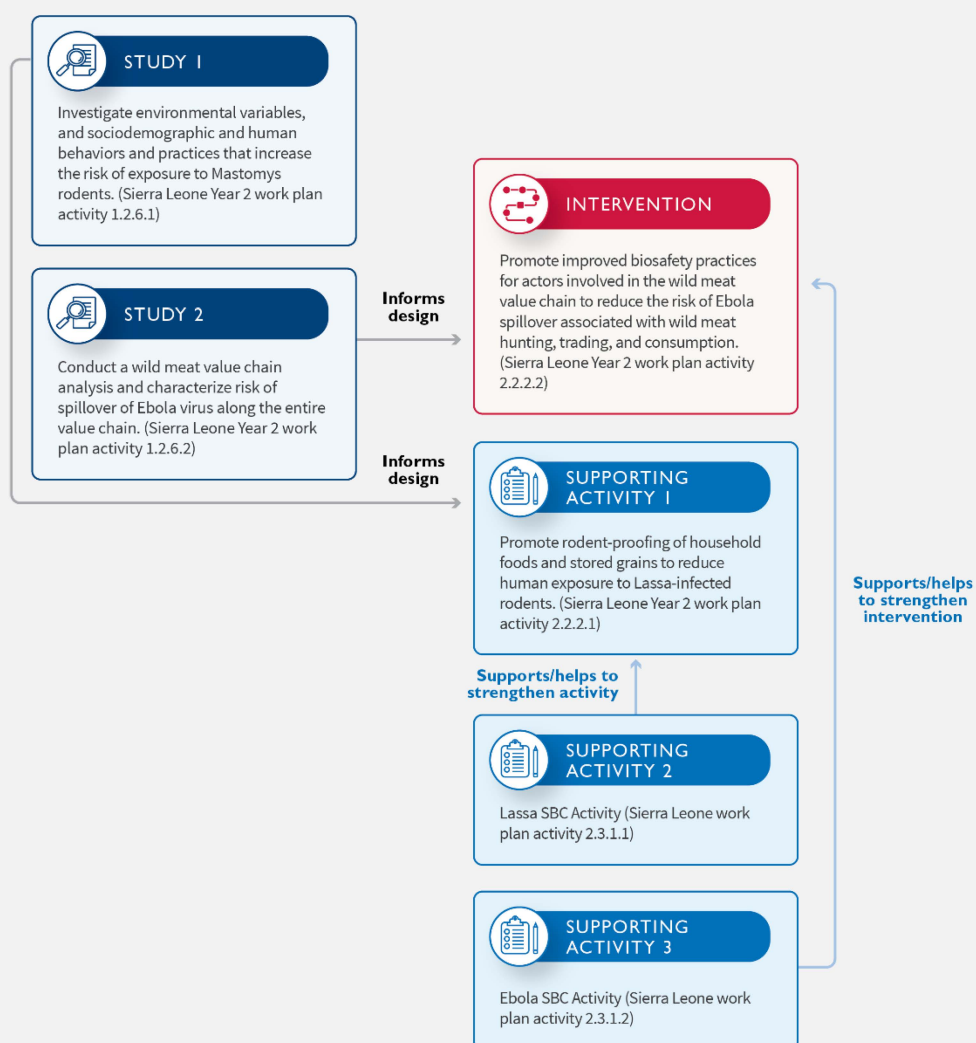 STUDY 1
Investigate environmental variables,
and sociodemographic and human
behaviors and practices that increase
the risk of exposure to Mastomys
rodents. (Sierra Leone Year 2 work plan
activity 1.2.6.1)
STUDY 2
Conduct a wild meat value chain
analysis and characterize risk of
spillover of Ebola virus along the entire
value chain. (Sierra Leone Year 2 work
plan activity 1.2.6.2)
Informs
design
INTERVENTION
Promote improved biosafety practices
for actors involved in the wild meat
value chain to reduce the risk of Ebola
spillover associated with wild meat
hunting, trading, and consumption.
(Sierra Leone Year 2 work plan activity
2.2.2.2)
Informs
design
SUPPORTING
ACTIVITY 1
Promote rodent-proofing of household
foods and stored grains to reduce
human exposure to Lassa-infected
rodents. (Sierra Leone Year 2 work plan
activity 2.2.2.1)
Supports/helps
to strengthen
intervention
Supports/helps to
strengthen activity
SUPPORTING
ACTIVITY 2
Lassa SBC Activity (Sierra Leone work
plan activity 2.3.1.1)
SUPPORTING
ACTIVITY 3
Ebola SBC Activity (Sierra Leone work
plan activity 2.3.1.2)